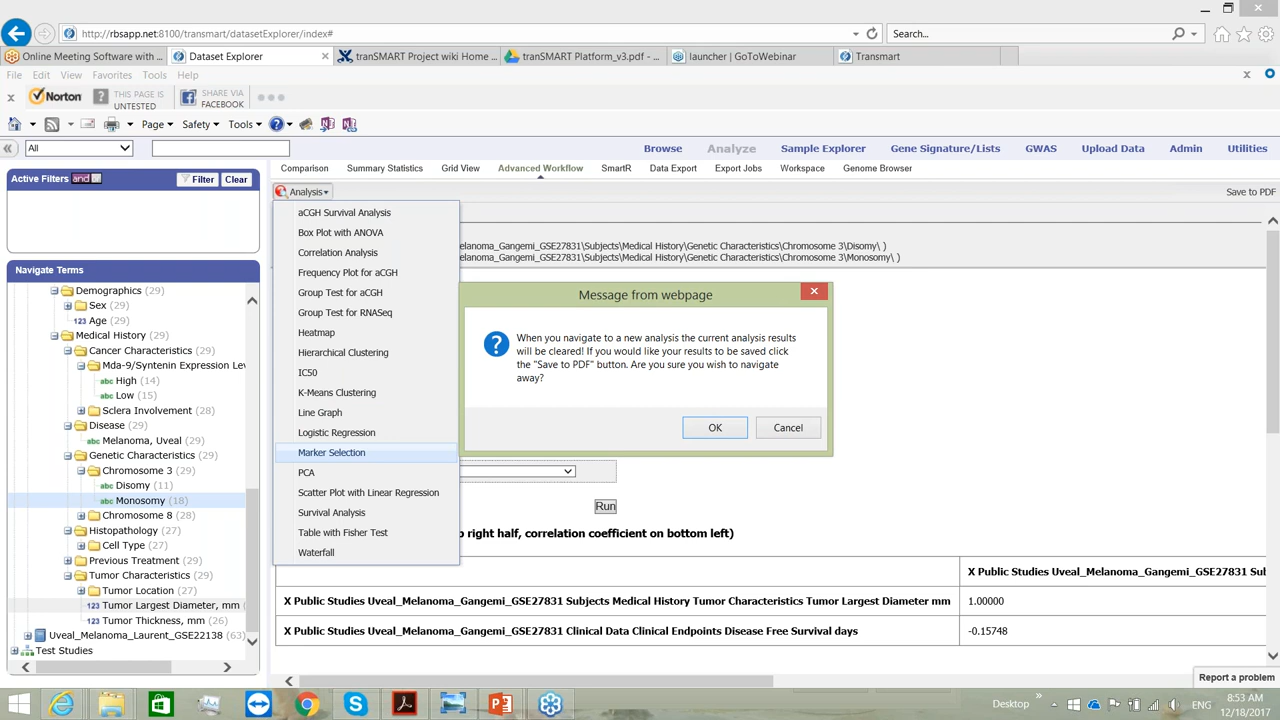 http://rbsapp.net:8100/transmart/datasetExplorer/index#
Search...
Online Meeting Software with ...
Dataset Explorer
tranSMART Project wiki Home ...
tranSMART Platform_v3.pdf - ...
launcher | GoToWebinar
Transmart
File Edit View Favorites Tools Help
Norton
THIS PAGE IS
UNTESTED
SHARE VIA
FACEBOOK
Page Safety Tools
All
Browse Analyze Sample Explorer Gene Signature/Lists GWAS Upload Data Admin Utilities
Comparison Summary Statistics Grid View Advanced Workflow SmartR Data Export Export Jobs Workspace Genome Browser
Active Filters and
Filter Clear
Analysis
Save to PDF
aCGH Survival Analysis
Box Plot with ANOVA
Correlation Analysis
Frequency Plot for aCGH
Group Test for aCGH
Group Test for RNASeq
Heatmap
Hierarchical Clustering
IC50
K-Means Clustering
Line Graph
Logistic Regression
Marker Selection
PCA
Scatter Plot with Linear Regression
Survival Analysis
Table with Fisher Test
Waterfall
elanoma_Gangemi_GSE27831\Subjects\Medical History\Genetic Characteristics\Chromosome 3\Disomy\ )
elanoma_Gangemi_GSE27831\Subjects\Medical History\Genetic Characteristics\Chromosome 3\Monosomy\ )
Navigate Terms
Demographics (29)
Sex (29)
123 Age (29)
Medical History (29)
Cancer Characteristics (29)
Mda-9/Syntenin Expression Lev
abc High (14)
abc Low (15)
Sclera Involvement (28)
Disease (29)
abc Melanoma, Uveal (29)
Genetic Characteristics (29)
Chromosome 3 (29)
abc Disomy (11)
abc Monosomy (18)
Chromosome 8 (28)
Histopathology (27)
Cell Type (27)
Previous Treatment (29)
Tumor Characteristics (29)
Tumor Location (27)
123 Tumor Largest Diameter, mm
123 Tumor Thickness, mm (26)
Uveal_Melanoma_Laurent_GSE22138 (63)
Test Studies
Message from webpage
When you navigate to a new analysis the current analysis results
will be cleared! If you would like your results to be saved click
the "Save to PDF" button. Are you sure you wish to navigate
away?
OK Cancel
Run
right half, correlation coefficient on bottom left)
X Public Studies Uveal_Melanoma_Gangemi_GSE27831 Sub
X Public Studies Uveal_Melanoma_Gangemi_GSE27831 Subjects Medical History Tumor Characteristics Tumor Largest Diameter mm 1.00000
X Public Studies Uveal_Melanoma_Gangemi_GSE27831 Clinical Data Clinical Endpoints Disease Free Survival days -0.15748
Report a problem
Desktop
ENG
8:53 AM
12/18/2017